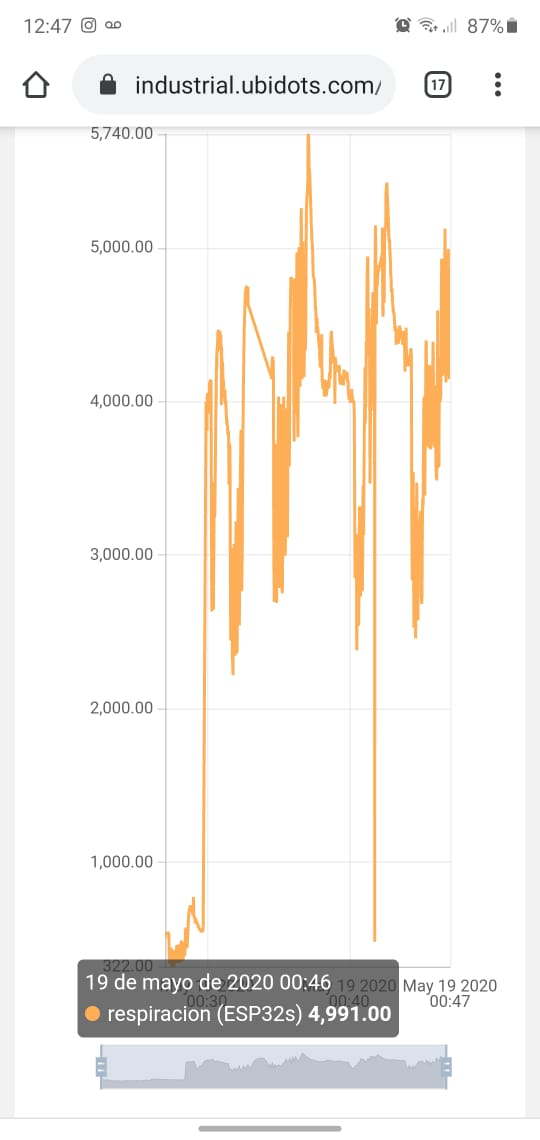 12:47 87%
industrial.ubidots.com/ 17
5,740.00
5,000.00
4,000.00
3,000.00
2,000.00
1,000.00
322.00
19 de mayo de 2020 00:46
May 19 2020 May 19 2020
00:30 00:40 00:47
respiracion (ESP32s) 4,991.00